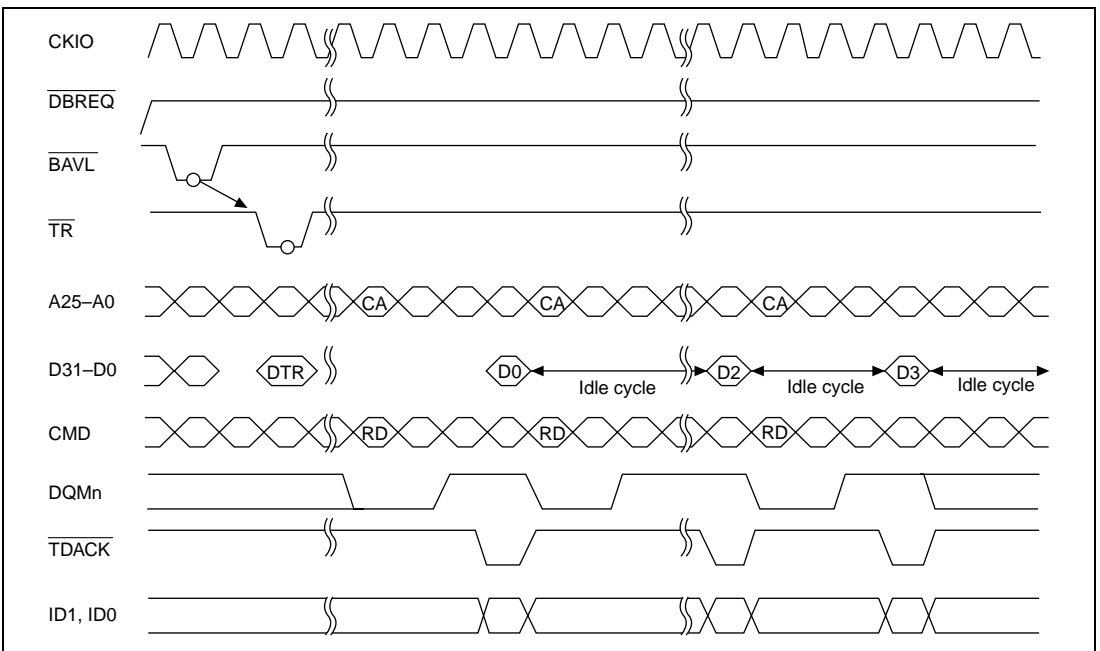 CKIO
DBREQ
BAVL
TR
A25–A0 CA CA CA
D31–D0 DTR D0 Idle cycle D2 Idle cycle D3 Idle cycle
CMD RD RD RD
DQMn
TDACK
ID1, ID0